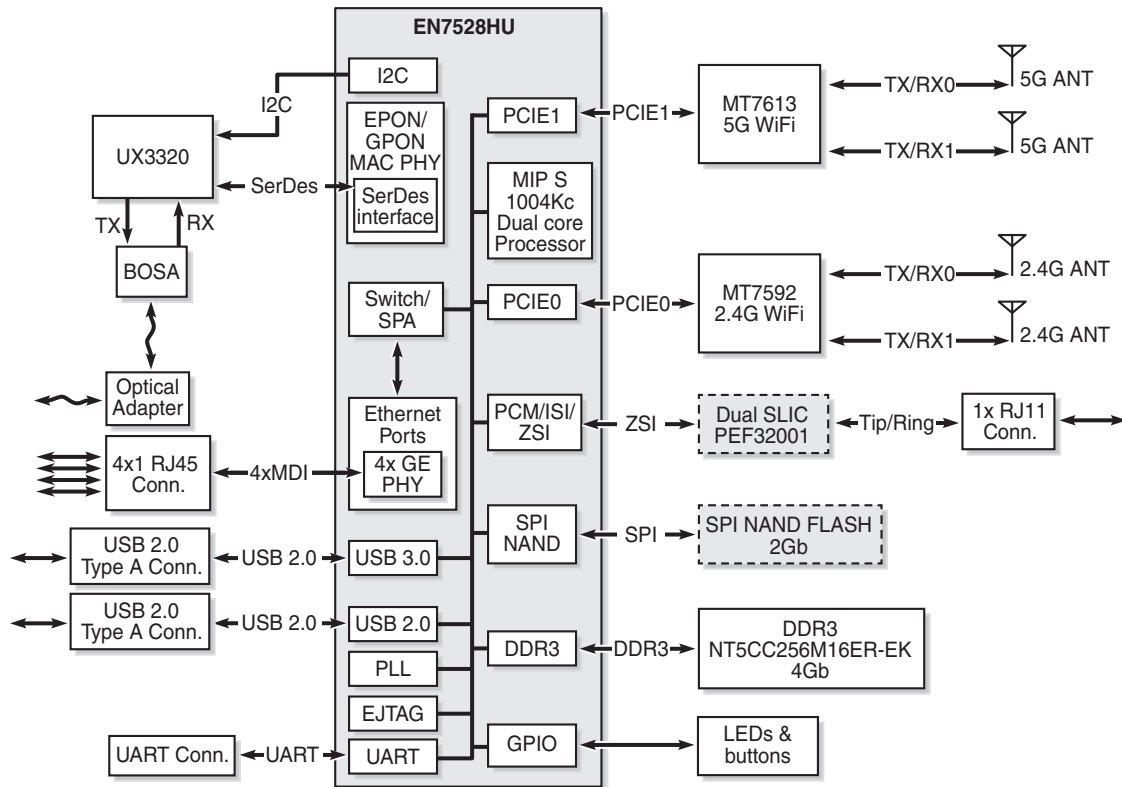 EN7528HU
I2C
I2C
EPON/
GPON
MAC PHY
SerDes
interface
UX3320
SerDes
TX
RX
BOSA
Optical
Adapter
Switch/
SPA
Ethernet
Ports
4x GE
PHY
4x1 RJ45
Conn.
4xMDI
USB 2.0
Type A Conn.
USB 2.0
USB 3.0
USB 2.0
Type A Conn.
USB 2.0
USB 2.0
PLL
EJTAG
UART Conn.
UART
UART
PCIE1
PCIE1
MT7613
5G WiFi
TX/RX0
5G ANT
TX/RX1
5G ANT
MIP S
1004Kc
Dual core
Processor
PCIE0
PCIE0
MT7592
2.4G WiFi
TX/RX0
2.4G ANT
TX/RX1
2.4G ANT
PCM/ISI/
ZSI
ZSI
Dual SLIC
PEF32001
Tip/Ring
1x RJ11
Conn.
SPI
NAND
SPI
SPI NAND FLASH
2Gb
DDR3
DDR3
DDR3
NT5CC256M16ER-EK
4Gb
GPIO
LEDs &
buttons